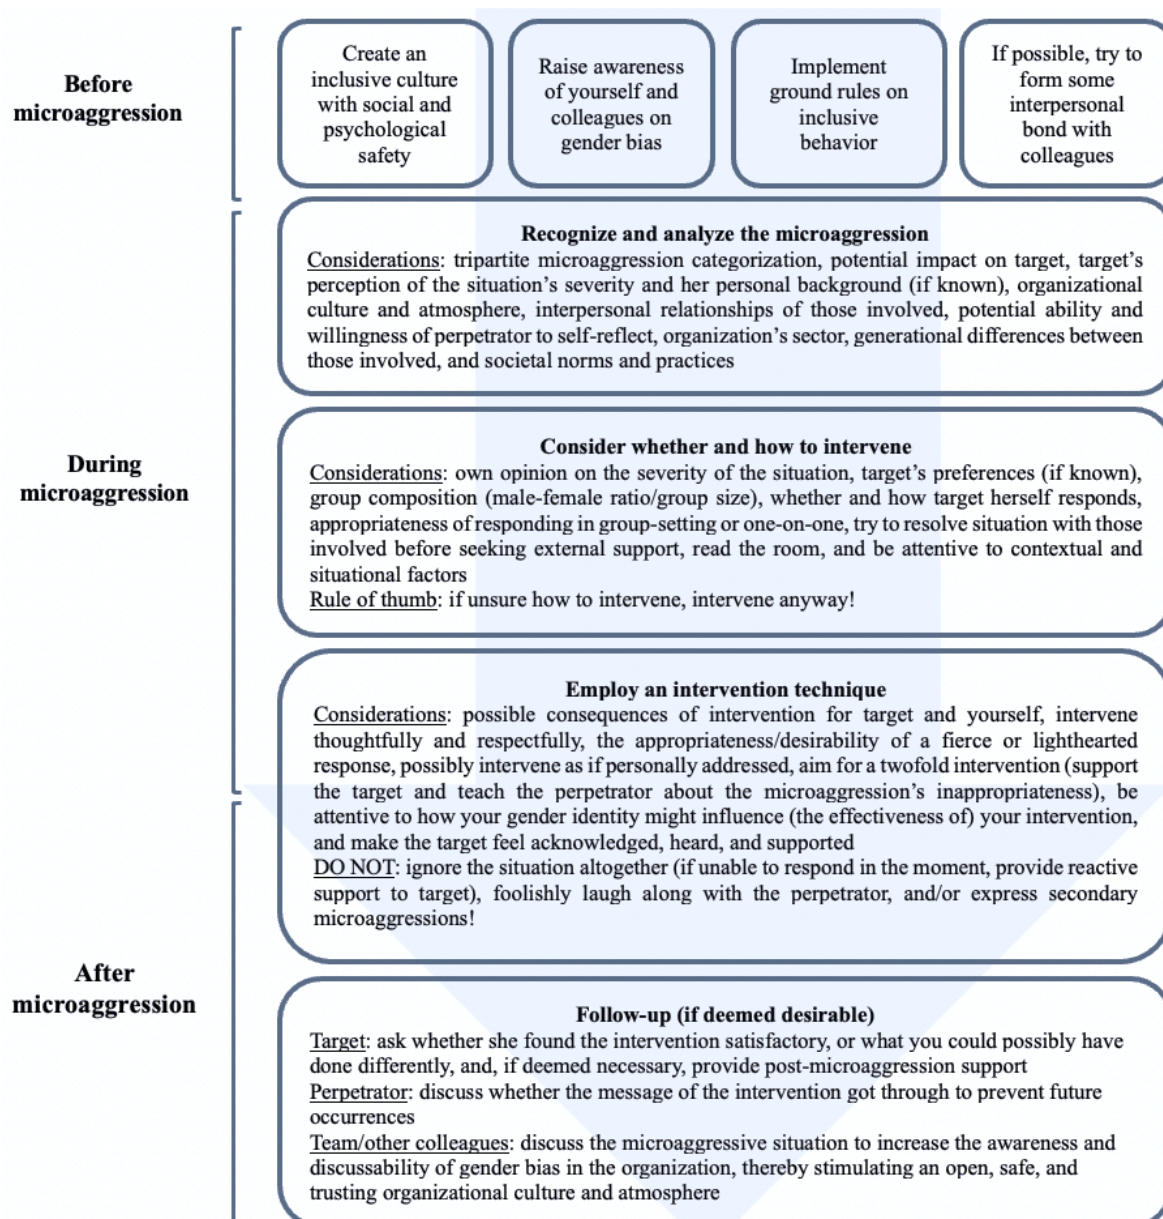 Before
microaggression
Create an
inclusive culture
with social and
psychological
safety
Raise awareness
of yourself and
colleagues on
gender bias
Implement
ground rules on
inclusive
behavior
If possible, try to
form some
interpersonal
bond with
colleagues
During
microaggression
Recognize and analyze the microaggression
Considerations: tripartite microaggression categorization, potential impact on target, target's
perception of the situation's severity and her personal background (if known), organizational
culture and atmosphere, interpersonal relationships of those involved, potential ability and
willingness of perpetrator to self-reflect, organization's sector, generational differences between
those involved, and societal norms and practices
Consider whether and how to intervene
Considerations: own opinion on the severity of the situation, target's preferences (if known),
group composition (male-female ratio/group size), whether and how target herself responds,
appropriateness of responding in group-setting or one-on-one, try to resolve situation with those
involved before seeking external support, read the room, and be attentive to contextual and
situational factors
Rule of thumb: if unsure how to intervene, intervene anyway!
Employ an intervention technique
Considerations: possible consequences of intervention for target and yourself, intervene
thoughtfully and respectfully, the appropriateness/desirability of a fierce or lighthearted
response, possibly intervene as if personally addressed, aim for a twofold intervention (support
the target and teach the perpetrator about the microaggression's inappropriateness), be
attentive to how your gender identity might influence (the effectiveness of) your intervention,
and make the target feel acknowledged, heard, and supported
DO NOT: ignore the situation altogether (if unable to respond in the moment, provide reactive
support to target), foolishly laugh along with the perpetrator, and/or express secondary
microaggressions!
After
microaggression
Follow-up (if deemed desirable)
Target: ask whether she found the intervention satisfactory, or what you could possibly have
done differently, and, if deemed necessary, provide post-microaggression support
Perpetrator: discuss whether the message of the intervention got through to prevent future
occurrences
Team/other colleagues: discuss the microaggressive situation to increase the awareness and
discussability of gender bias in the organization, thereby stimulating an open, safe, and
trusting organizational culture and atmosphere